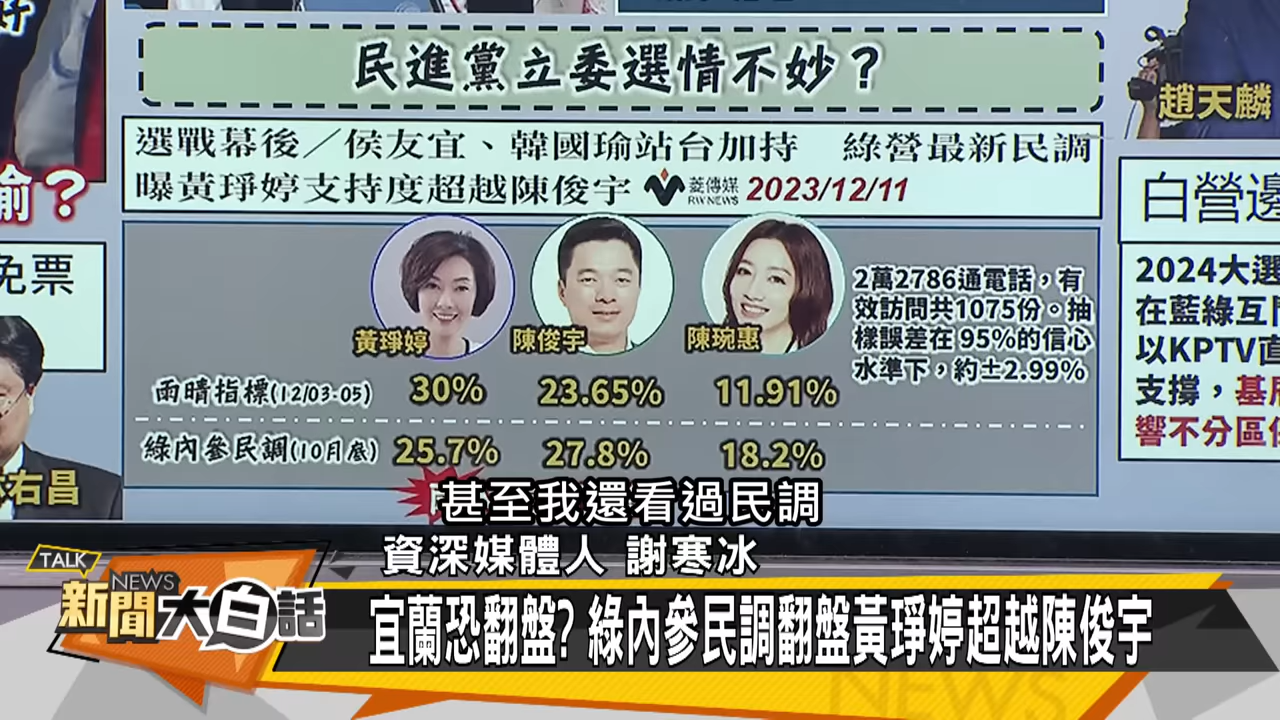 民進黨立委選情不妙？
趙天麟
選戰幕後／侯友宜、韓國瑜站台加持 綠營最新民調
曝黃琤婷支持度超越陳俊宇 菱傳媒 RW NEWS 2023/12/11
黃琤婷 陳俊宇 陳琬惠
雨晴指標(12/03-05) 30% 23.65% 11.91%
綠內參民調(10月底) 25.7% 27.8% 18.2%
2萬2786通電話，有
效訪問共1075份。抽
樣誤差在 95%的信心
水準下，約±2.99%
免票
右昌
白營邊
2024大選
在藍綠互
以KPTV直
支撐，基
響不分區
甚至我還看過民調
資深媒體人 謝寒冰
TALK
NEWS
新聞大白話
宜蘭恐翻盤? 綠內參民調翻盤黃琤婷超越陳俊宇
NEWS